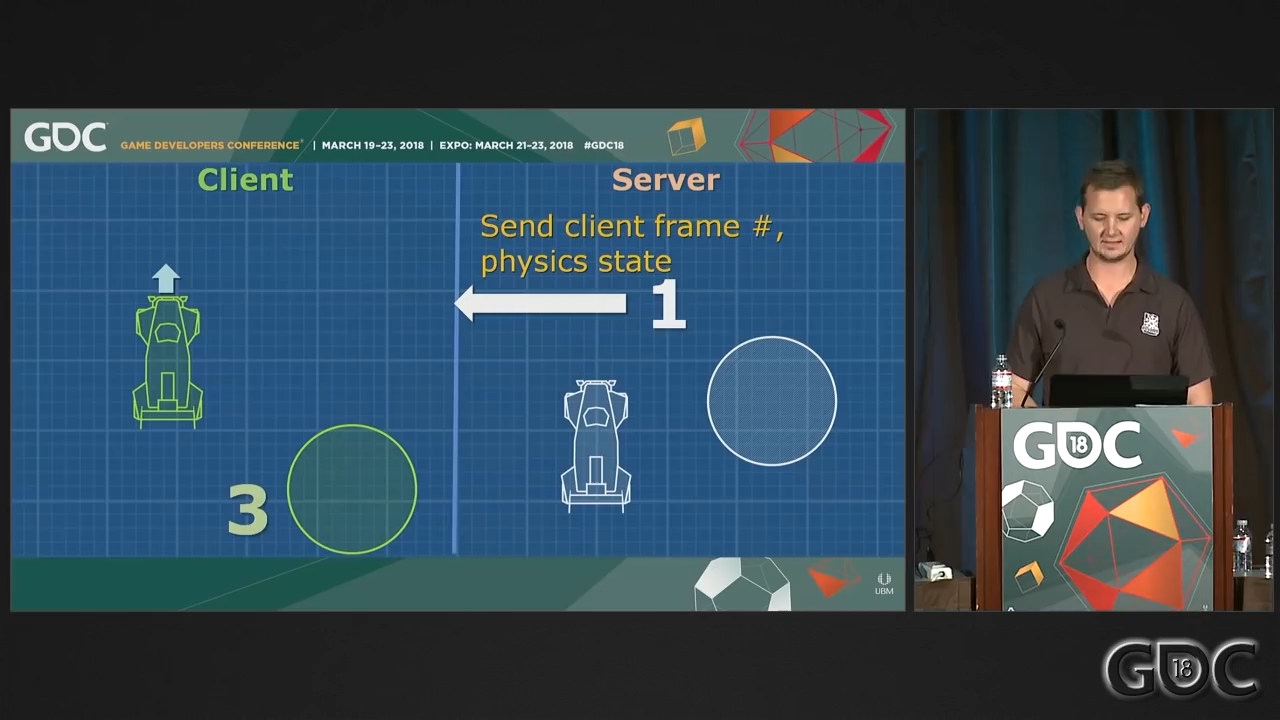 GDC
GAME DEVELOPERS CONFERENCE® | MARCH 19–23, 2018 | EXPO: MARCH 21–23, 2018 #GDC18
Client
Server
Send client frame #,
physics state
1
3
UBM
GDC
18
GDC
18